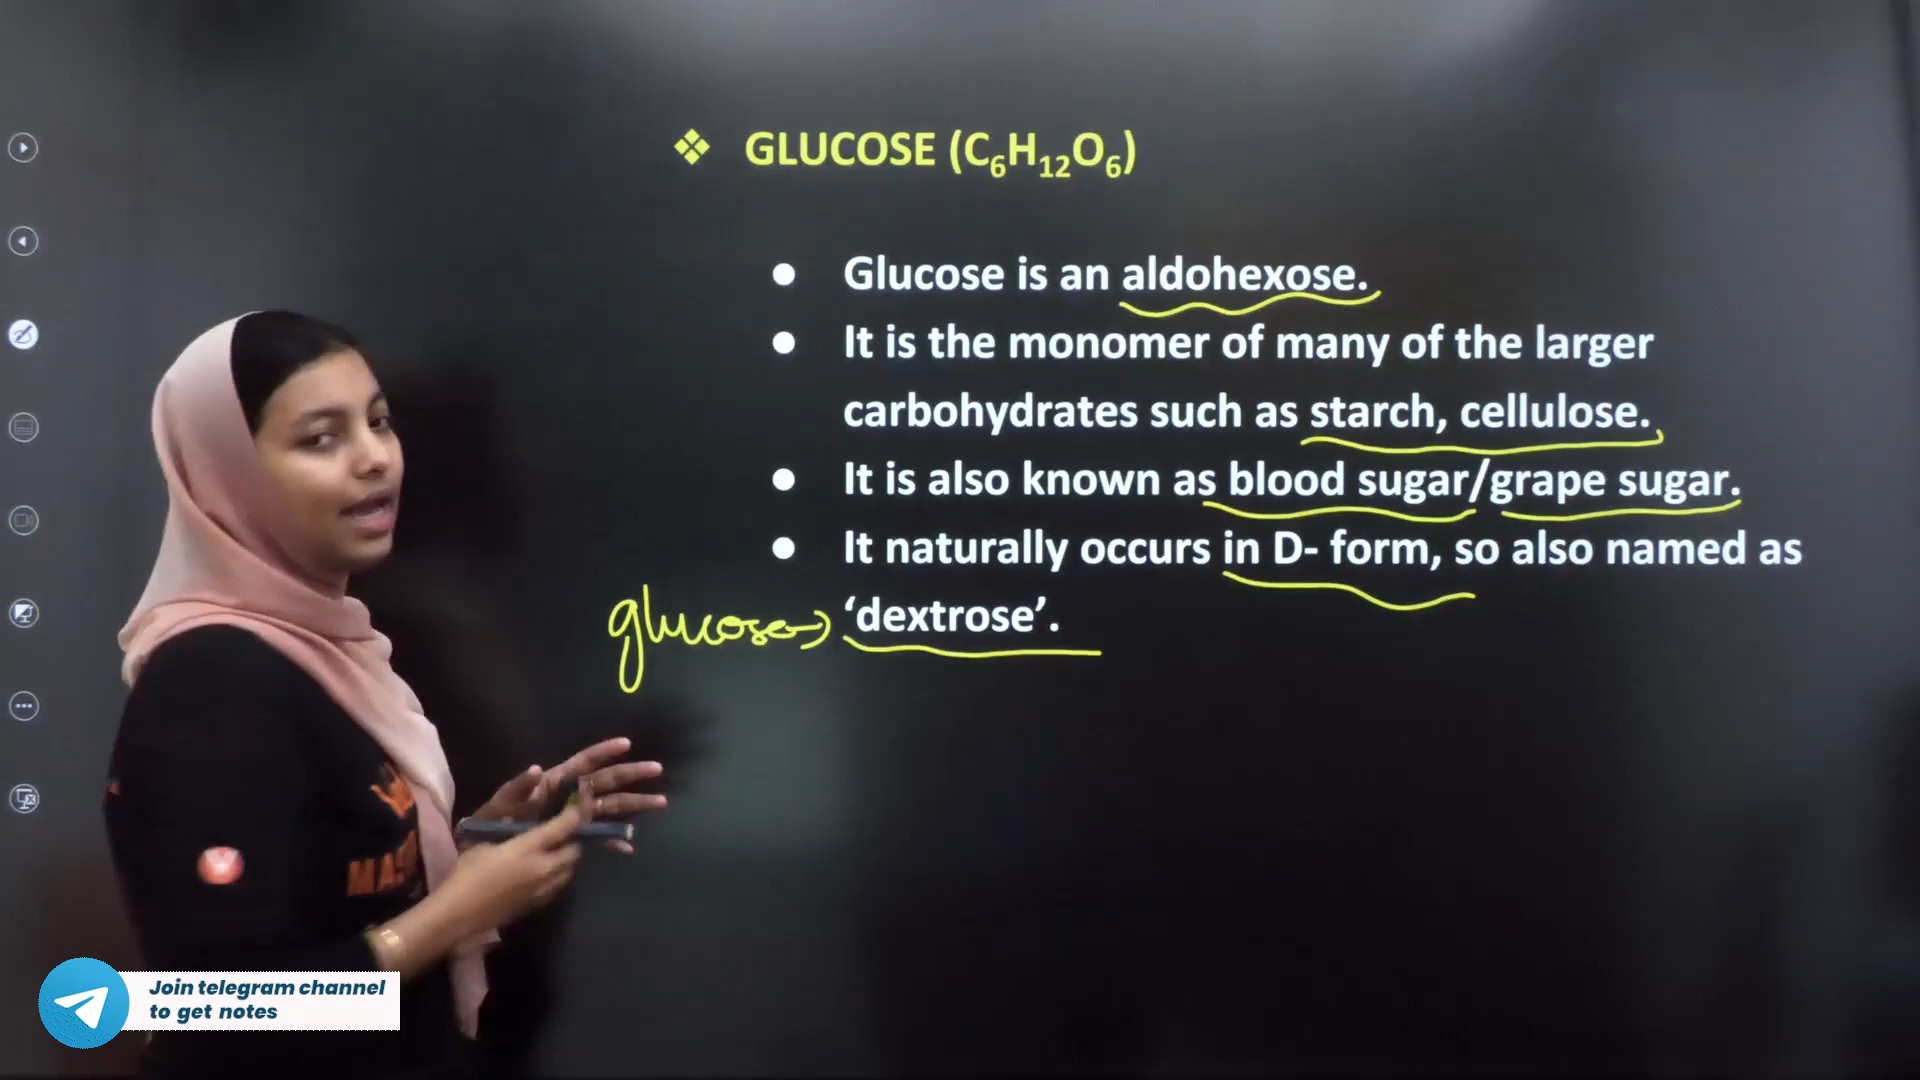 ❖ GLUCOSE (C₆H₁₂O₆)
● Glucose is an aldohexose.
● It is the monomer of many of the larger
carbohydrates such as starch, cellulose.
● It is also known as blood sugar/grape sugar.
● It naturally occurs in D- form, so also named as
glucose → ‘dextrose’.
Join telegram channel
to get notes